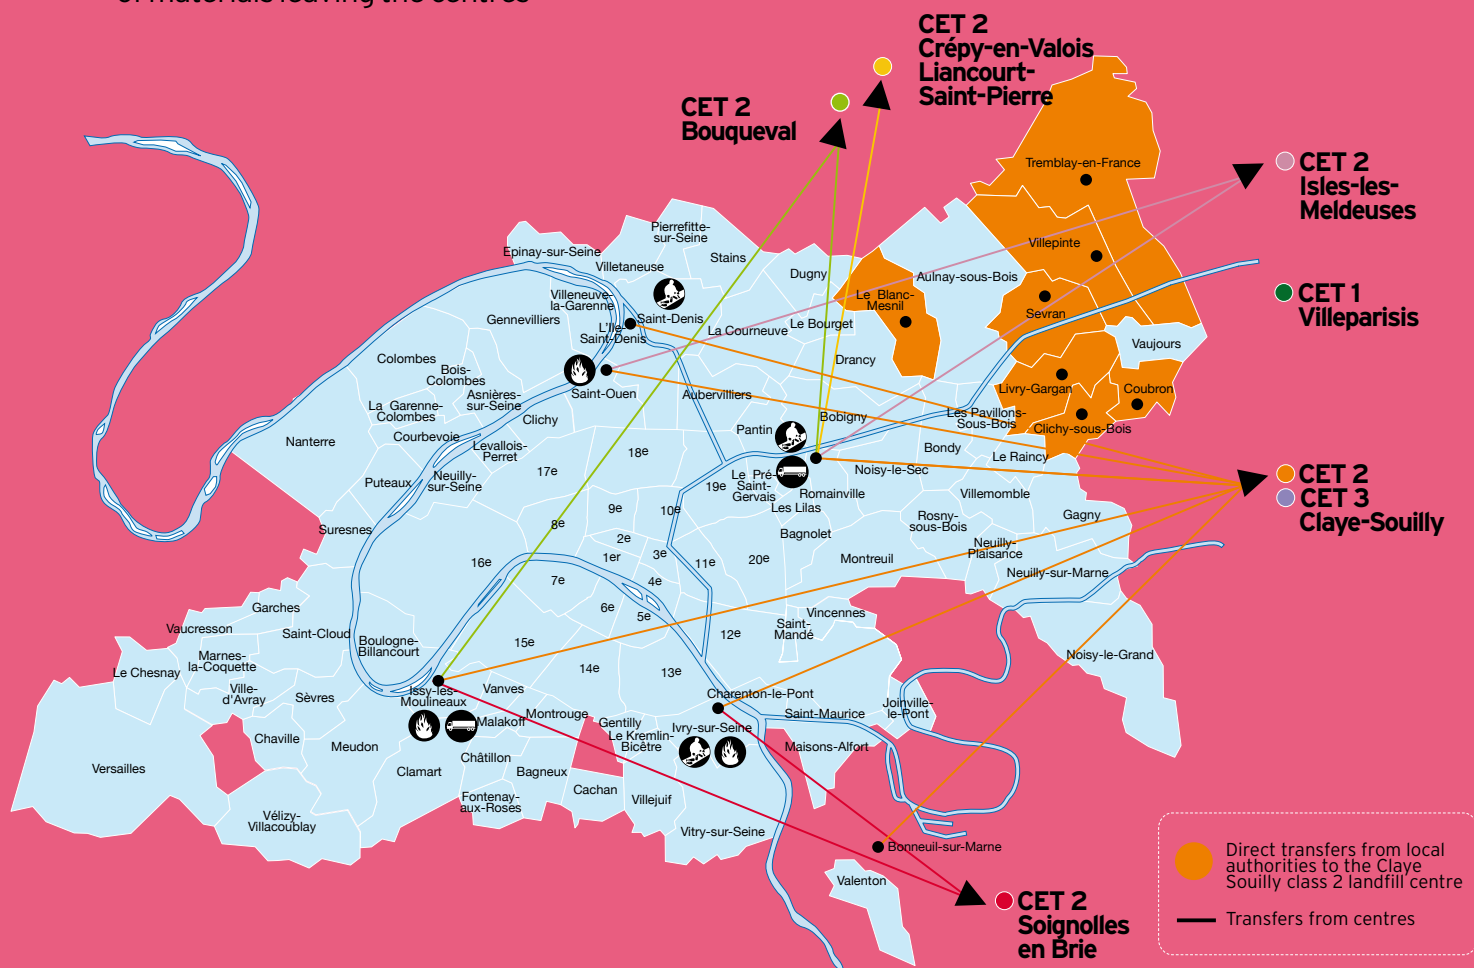 of materials leaving the centres
CET 2
Crépy-en-Valois
Liancourt-
Saint-Pierre
CET 2
Bouqueval
CET 2
Isles-les-
Meldeuses
CET 1
Villeparisis
CET 2
CET 3
Claye-Souilly
CET 2
Soignolles
en Brie
Tremblay-en-France
Villepinte
Sevran
Vaujours
Livry-Gargan
Coubron
Clichy-sous-Bois
Le Blanc-
Mesnil
Aulnay-sous-Bois
Pierrefitte-
sur-Seine
Epinay-sur-Seine
Villetaneuse
Stains
Dugny
Villeneuve-
la-Garenne
Gennevilliers
L'Ile-
Saint-Denis
Saint-Denis
La Courneuve
Le Bourget
Drancy
Colombes
Bois-
Colombes
Asnières-
sur-Seine
La Garenne-
Colombes
Saint-Ouen
Aubervilliers
Clichy
Courbevoie
Nanterre
Levallois-
Perret
Neuilly-
sur-Seine
Puteaux
Suresnes
Pantin
Bobigny
Les Pavillons-
Sous-Bois
Bondy
Le Raincy
Noisy-le-Sec
Le Pré-
Saint-
Gervais
Romainville
Les Lilas
Villemomble
Rosny-
sous-Bois
Gagny
Neuilly-
Plaisance
Neuilly-sur-Marne
Bagnolet
Montreuil
18e
17e
19e
9e
10e
8e
2e
1er
3e
11e
20e
16e
7e
4e
6e
5e
12e
15e
14e
13e
Garches
Vaucresson
Saint-Cloud
Boulogne-
Billancourt
Marnes-
la-Coquette
Le Chesnay
Ville-
d'Avray
Sèvres
Chaville
Meudon
Versailles
Vélizy-
Villacoublay
Issy-les-
Moulineaux
Vanves
Malakoff
Montrouge
Clamart
Châtillon
Bagneux
Fontenay-
aux-Roses
Cachan
Gentilly
Le Kremlin-
Bicêtre
Villejuif
Ivry-sur-Seine
Vitry-sur-Seine
Vincennes
Saint-
Mandé
Charenton-le-Pont
Saint-Maurice
Joinville-
le-Pont
Maisons-Alfort
Noisy-le-Grand
Bonneuil-sur-Marne
Valenton
Direct transfers from local
authorities to the Claye
Souilly class 2 landfill centre
Transfers from centres